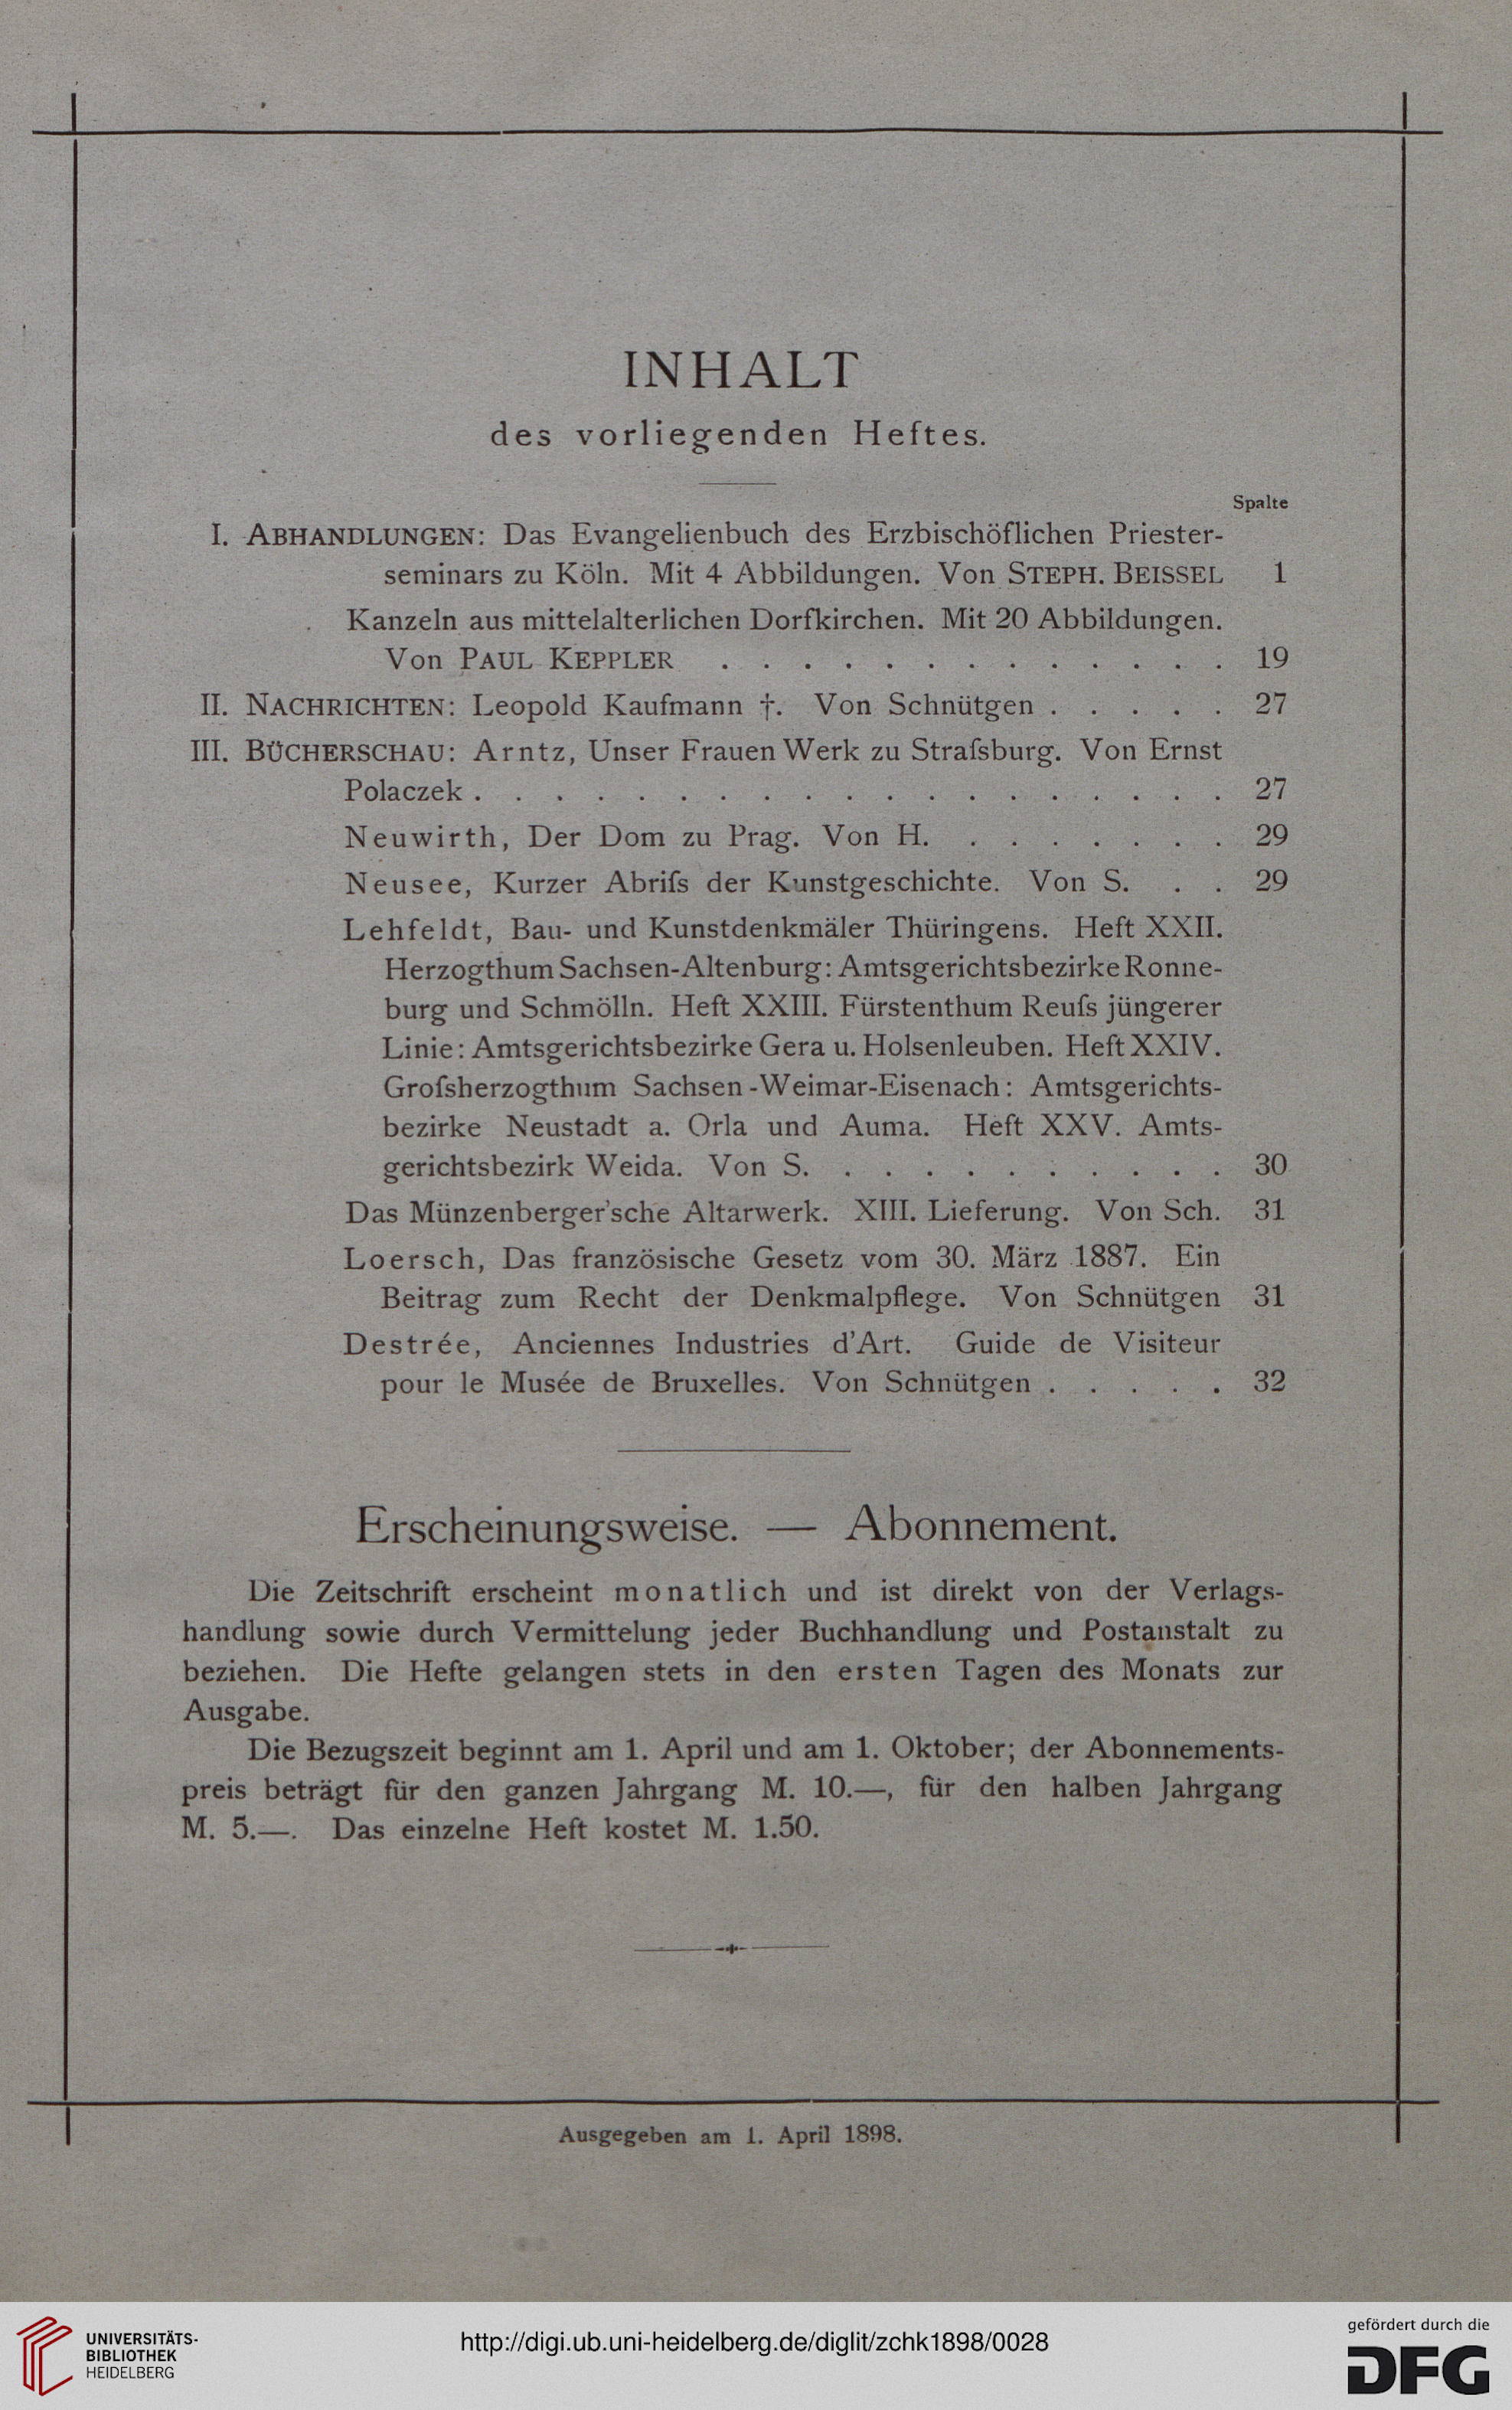 INHALT
des vorliegenden Heftes.
Spalte
I. ABHANDLUNGEN: Das Evangelienbuch des Erzbischöflichen Priester-
seminars zu Köln. Mit 4 Abbildungen. Von STEPH. BEISSEL 1
Kanzeln aus mittelalterlichen Dorfkirchen. Mit 20 Abbildungen.
Von PAUL KEPPLER . . . . . . . . . . . . . 19
II. NACHRICHTEN: Leopold Kaufmann †. Von Schnütgen . . . . . 27
III. BÜCHERSCHAU: Arntz, Unser Frauen Werk zu Straſsburg. Von Ernst
Polaczek . . . . . . . . . . . . . . . . . . . 27
Neuwirth, Der Dom zu Prag. Von H. . . . . . . . 29
Neusee, Kurzer Abriſs der Kunstgeschichte. Von S. . . 29
Lehfeldt, Bau- und Kunstdenkmäler Thüringens. Heft XXII.
Herzogthum Sachsen-Altenburg: Amtsgerichtsbezirke Ronne-
burg und Schmölln. Heft XXIII. Fürstenthum Reuſs jüngerer
Linie: Amtsgerichtsbezirke Gera u. Holsenleuben. Heft XXIV.
Groſsherzogthum Sachsen-Weimar-Eisenach: Amtsgerichts-
bezirke Neustadt a. Orla und Auma. Heft XXV. Amts-
gerichtsbezirk Weida. Von S. . . . . . . . . . . 30
Das Münzenberger'sche Altarwerk. XIII. Lieferung. Von Sch. 31
Loersch, Das französische Gesetz vom 30. März 1887. Ein
Beitrag zum Recht der Denkmalpflege. Von Schnütgen 31
Destrée, Anciennes Industries d'Art. Guide de Visiteur
pour le Musée de Bruxelles. Von Schnütgen . . . . . 32
Erscheinungsweise. — Abonnement.
Die Zeitschrift erscheint monatlich und ist direkt von der Verlags-
handlung sowie durch Vermittelung jeder Buchhandlung und Postanstalt zu
beziehen. Die Hefte gelangen stets in den ersten Tagen des Monats zur
Ausgabe.
Die Bezugszeit beginnt am 1. April und am 1. Oktober; der Abonnements-
preis beträgt für den ganzen Jahrgang M. 10.—, für den halben Jahrgang
M. 5.—. Das einzelne Heft kostet M. 1.50.
Ausgegeben am 1. April 1898.
UNIVERSITÄTS-
BIBLIOTHEK
HEIDELBERG
http://digi.ub.uni-heidelberg.de/diglit/zchk1898/0028
gefördert durch die
DFG